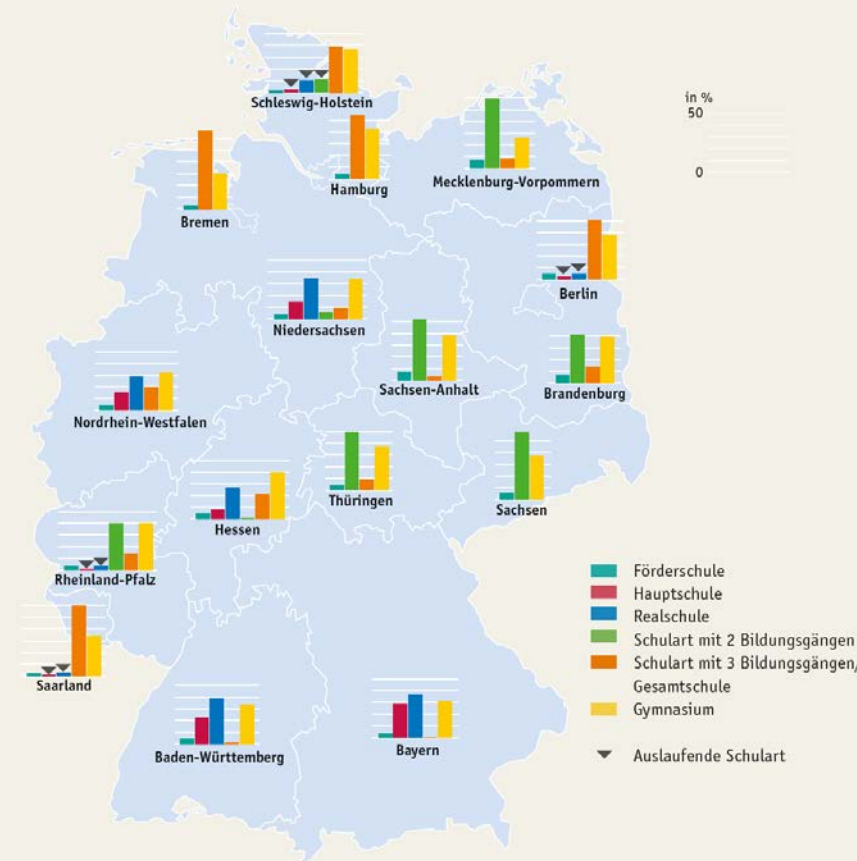 in %
50
0
Schleswig-Holstein
Hamburg
Mecklenburg-Vorpommern
Bremen
Berlin
Niedersachsen
Sachsen-Anhalt
Brandenburg
Nordrhein-Westfalen
Thüringen
Sachsen
Hessen
Rheinland-Pfalz
Saarland
Baden-Württemberg
Bayern
Förderschule
Hauptschule
Realschule
Schulart mit 2 Bildungsgängen
Schulart mit 3 Bildungsgängen/
Gesamtschule
Gymnasium
Auslaufende Schulart